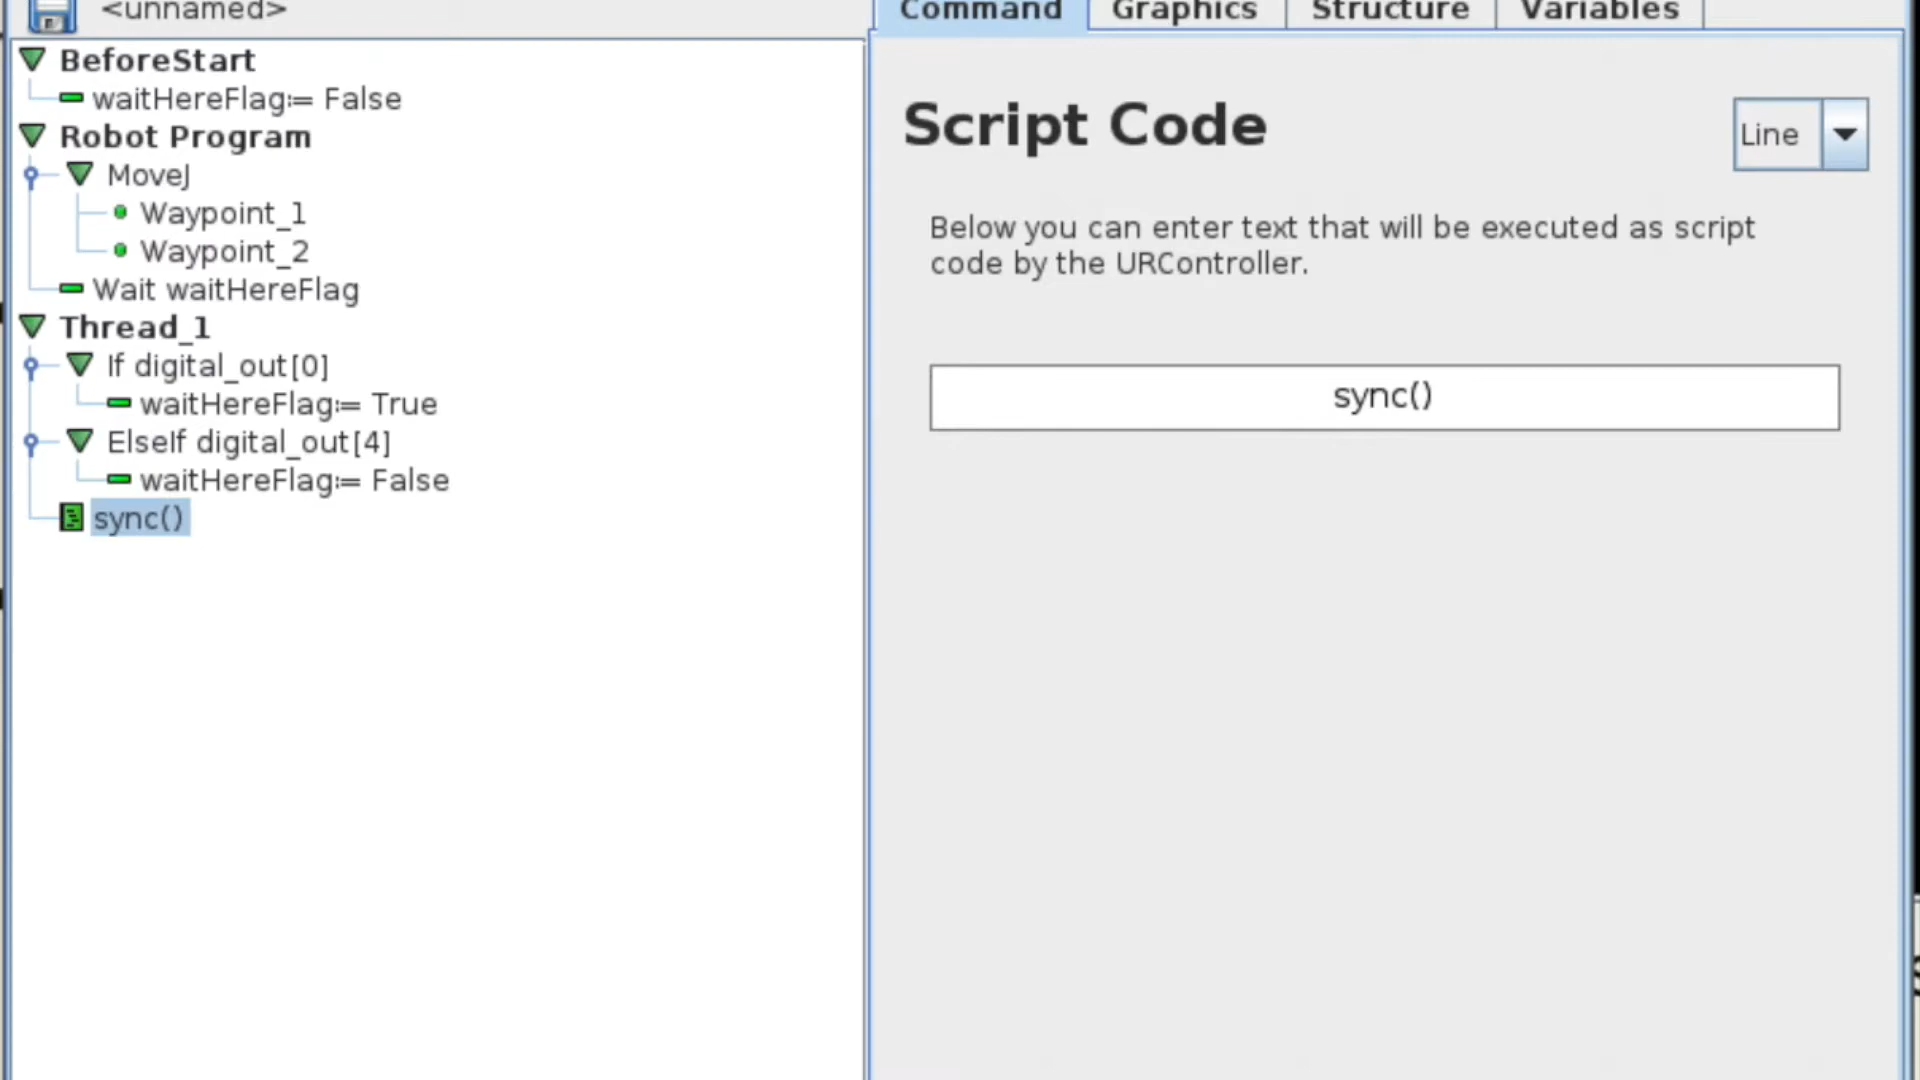 <unnamed>
BeforeStart
waitHereFlag:= False
Robot Program
MoveJ
Waypoint_1
Waypoint_2
Wait waitHereFlag
Thread_1
If digital_out[0]
waitHereFlag:= True
ElseIf digital_out[4]
waitHereFlag:= False
sync()
Command
Graphics
Structure
Variables
Script Code
Line
Below you can enter text that will be executed as script
code by the URController.
sync()